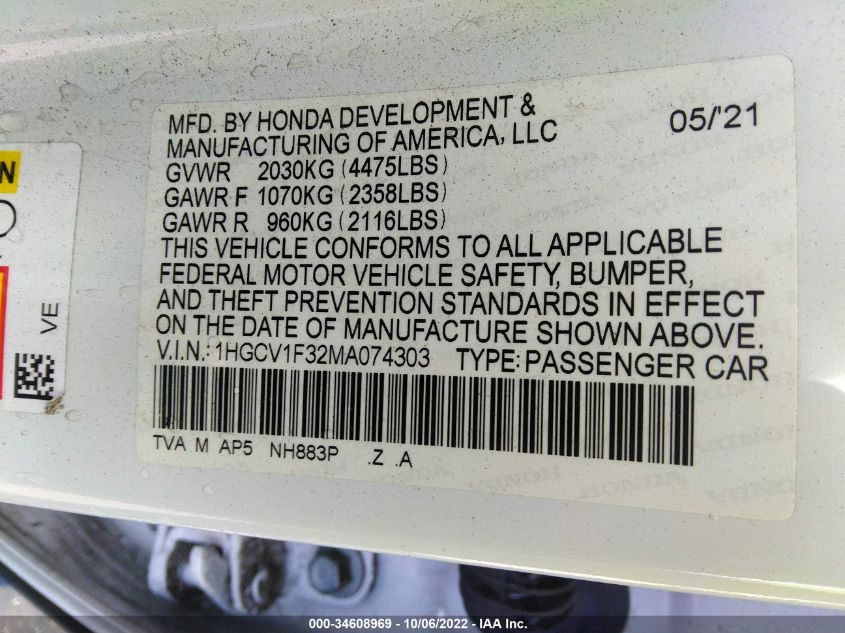 MFD. BY HONDA DEVELOPMENT &
MANUFACTURING OF AMERICA, LLC
05/'21
GVWR 2030KG (4475LBS)
GAWR F 1070KG (2358LBS)
GAWR R 960KG (2116LBS)
THIS VEHICLE CONFORMS TO ALL APPLICABLE
FEDERAL MOTOR VEHICLE SAFETY, BUMPER,
AND THEFT PREVENTION STANDARDS IN EFFECT
ON THE DATE OF MANUFACTURE SHOWN ABOVE.
V.I.N.: 1HGCV1F32MA074303 TYPE: PASSENGER CAR
TVA M AP5 NH883P .Z .A
VE
000-34608969 - 10/06/2022 - IAA Inc.